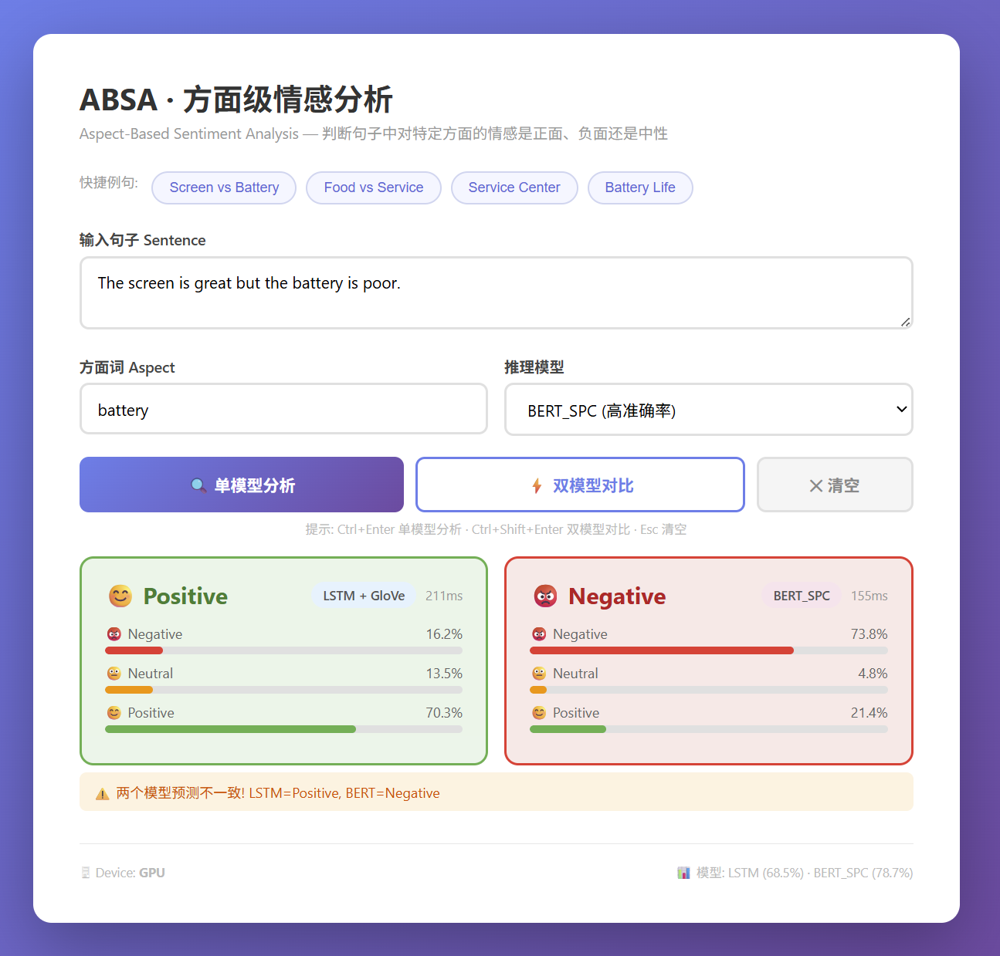 ABSA · 方面级情感分析
Aspect-Based Sentiment Analysis — 判断句子中对特定方面的情感是正面、负面还是中性
快捷例句: Screen vs Battery Food vs Service Service Center Battery Life
输入句子 Sentence
The screen is great but the battery is poor.
方面词 Aspect 推理模型
battery BERT_SPC (高准确率)
单模型分析 双模型对比 清空
提示: Ctrl+Enter 单模型分析 · Ctrl+Shift+Enter 双模型对比 · Esc 清空
Positive LSTM + GloVe 211ms
Negative 16.2%
Neutral 13.5%
Positive 70.3%
Negative BERT_SPC 155ms
Negative 73.8%
Neutral 4.8%
Positive 21.4%
两个模型预测不一致! LSTM=Positive, BERT=Negative
Device: GPU 模型: LSTM (68.5%) · BERT_SPC (78.7%)